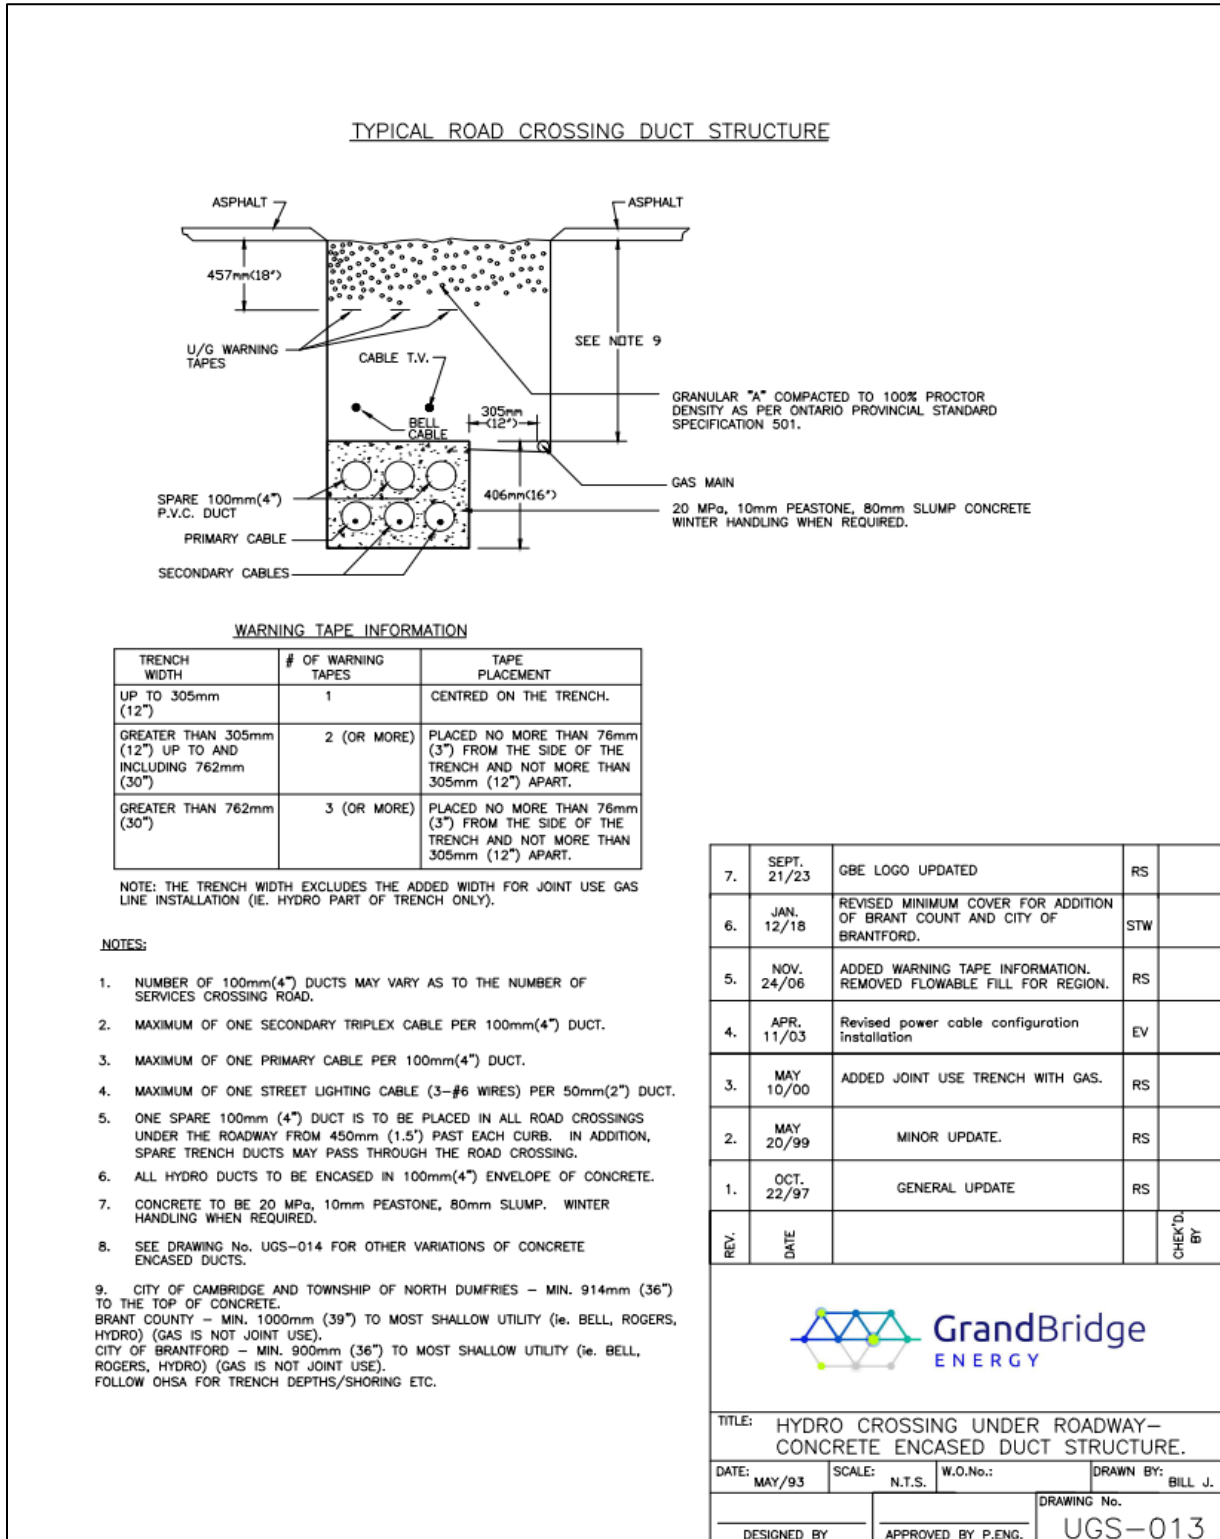 TYPICAL ROAD CROSSING DUCT STRUCTURE
ASPHALT
ASPHALT
457mm(18")
SEE NOTE 9
U/G WARNING
TAPES
CABLE T.V.
GRANULAR "A" COMPACTED TO 100% PROCTOR
DENSITY AS PER ONTARIO PROVINCIAL STANDARD
SPECIFICATION 501.
305mm
(12")
BELL
CABLE
GAS MAIN
SPARE 100mm(4")
P.V.C. DUCT
406mm(16")
20 MPa, 10mm PEASTONE, 80mm SLUMP CONCRETE
WINTER HANDLING WHEN REQUIRED.
PRIMARY CABLE
SECONDARY CABLES
WARNING TAPE INFORMATION
TRENCH
WIDTH
# OF WARNING
TAPES
TAPE
PLACEMENT
UP TO 305mm
(12")
1
CENTRED ON THE TRENCH.
GREATER THAN 305mm
(12") UP TO AND
INCLUDING 762mm
(30")
2 (OR MORE)
PLACED NO MORE THAN 76mm
(3") FROM THE SIDE OF THE
TRENCH AND NOT MORE THAN
305mm (12") APART.
GREATER THAN 762mm
(30")
3 (OR MORE)
PLACED NO MORE THAN 76mm
(3") FROM THE SIDE OF THE
TRENCH AND NOT MORE THAN
305mm (12") APART.
NOTE: THE TRENCH WIDTH EXCLUDES THE ADDED WIDTH FOR JOINT USE GAS
LINE INSTALLATION (IE. HYDRO PART OF TRENCH ONLY).
NOTES:
1. NUMBER OF 100mm(4") DUCTS MAY VARY AS TO THE NUMBER OF
SERVICES CROSSING ROAD.
2. MAXIMUM OF ONE SECONDARY TRIPLEX CABLE PER 100mm(4") DUCT.
3. MAXIMUM OF ONE PRIMARY CABLE PER 100mm(4") DUCT.
4. MAXIMUM OF ONE STREET LIGHTING CABLE (3-#6 WIRES) PER 50mm(2") DUCT.
5. ONE SPARE 100mm (4") DUCT IS TO BE PLACED IN ALL ROAD CROSSINGS
UNDER THE ROADWAY FROM 450mm (1.5') PAST EACH CURB. IN ADDITION,
SPARE TRENCH DUCTS MAY PASS THROUGH THE ROAD CROSSING.
6. ALL HYDRO DUCTS TO BE ENCASED IN 100mm(4") ENVELOPE OF CONCRETE.
7. CONCRETE TO BE 20 MPa, 10mm PEASTONE, 80mm SLUMP. WINTER
HANDLING WHEN REQUIRED.
8. SEE DRAWING No. UGS-014 FOR OTHER VARIATIONS OF CONCRETE
ENCASED DUCTS.
9. CITY OF CAMBRIDGE AND TOWNSHIP OF NORTH DUMFRIES - MIN. 914mm (36")
TO THE TOP OF CONCRETE.
BRANT COUNTY - MIN. 1000mm (39") TO MOST SHALLOW UTILITY (ie. BELL, ROGERS,
HYDRO) (GAS IS NOT JOINT USE).
CITY OF BRANTFORD - MIN. 900mm (36") TO MOST SHALLOW UTILITY (ie. BELL,
ROGERS, HYDRO) (GAS IS NOT JOINT USE).
FOLLOW OHSA FOR TRENCH DEPTHS/SHORING ETC.
7. SEPT. 21/23 GBE LOGO UPDATED RS
6. JAN. 12/18 REVISED MINIMUM COVER FOR ADDITION
OF BRANT COUNT AND CITY OF
BRANTFORD. STW
5. NOV. 24/06 ADDED WARNING TAPE INFORMATION.
REMOVED FLOWABLE FILL FOR REGION. RS
4. APR. 11/03 Revised power cable configuration
installation EV
3. MAY 10/00 ADDED JOINT USE TRENCH WITH GAS. RS
2. MAY 20/99 MINOR UPDATE. RS
1. OCT. 22/97 GENERAL UPDATE RS
REV. DATE CHEK'D. BY
GrandBridge
ENERGY
TITLE: HYDRO CROSSING UNDER ROADWAY-
CONCRETE ENCASED DUCT STRUCTURE.
DATE: MAY/93 SCALE: N.T.S. W.O.No.: DRAWN BY: BILL J.
DESIGNED BY APPROVED BY P.ENG. DRAWING No.
UGS-013